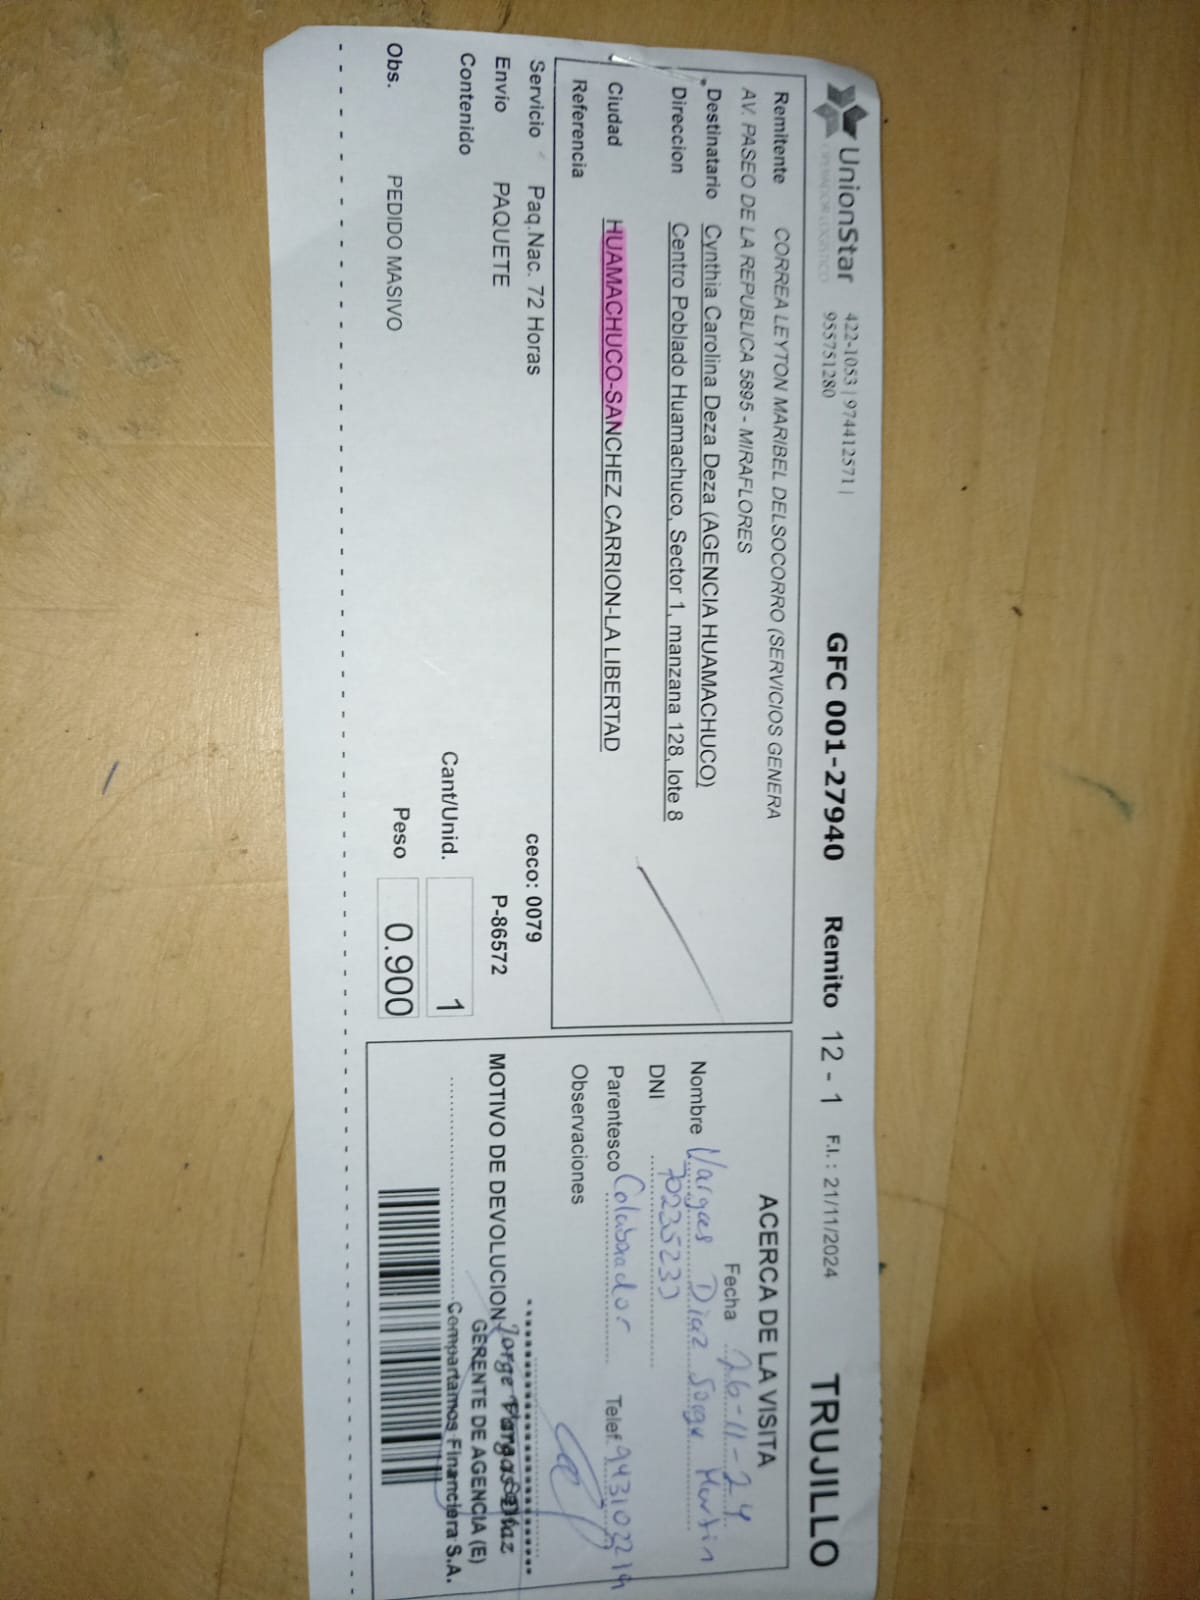 UnionStar
OPERADOR LOGISTICO
422-1053 | 974412571 |
955751280
GFC 001-27940 Remito 12 - 1 F.I. : 21/11/2024 TRUJILLO
Remitente CORREA LEYTON MARIBEL DELSOCORRO (SERVICIOS GENERA
AV. PASEO DE LA REPUBLICA 5895 - MIRAFLORES
Destinatario Cynthia Carolina Deza Deza (AGENCIA HUAMACHUCO)
Direccion Centro Poblado Huamachuco, Sector 1, manzana 128, lote 8
Ciudad HUAMACHUCO-SANCHEZ CARRION-LA LIBERTAD
Referencia
Servicio Paq.Nac. 72 Horas ceco: 0079
Envio PAQUETE P-86572
Contenido Cant/Unid. 1
Obs. PEDIDO MASIVO Peso 0.900
ACERCA DE LA VISITA
Fecha 26-11-24
Nombre Vargas Diaz Jorge Martin
DNI
Parentesco Colaborador Telef.
Observaciones
MOTIVO DE DEVOLUCION
Jorge Vargas Díaz
GERENTE DE AGENCIA (E)
Compartamos Financiera S.A.